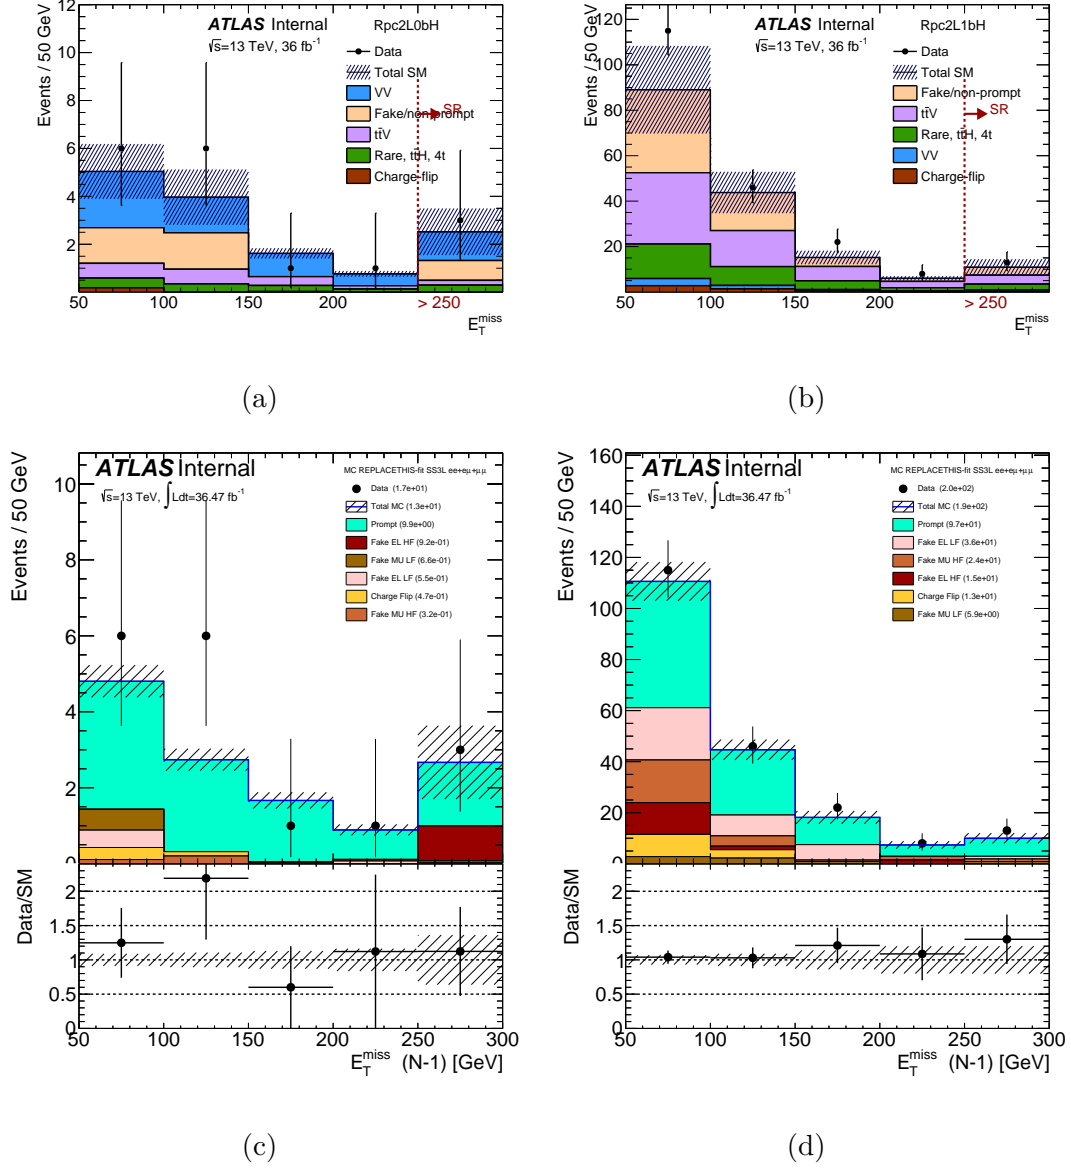 ATLAS Internal
Rpc2L0bH
√s=13 TeV, 36 fb⁻¹
Data
Total SM
VV
Fake/non-prompt
tt̄V
Rare, tt̄H, 4t
Charge-flip
SR
Events / 50 GeV
12
10
8
6
4
2
50 100 150 200 250 300
> 250
E_T^miss
(a)
ATLAS Internal
Rpc2L1bH
√s=13 TeV, 36 fb⁻¹
Data
Total SM
Fake/non-prompt
tt̄V
Rare, tt̄H, 4t
VV
Charge-flip
SR
Events / 50 GeV
120
100
80
60
40
20
50 100 150 200 250 300
> 250
E_T^miss
(b)
ATLAS Internal
√s=13 TeV, ∫Ldt=36.47 fb⁻¹
MC REPLACETHIS-fit SS3L ee+eμ+μμ
Data (1.7e+01)
Total MC (1.3e+01)
Prompt (9.9e+00)
Fake EL HF (9.2e-01)
Fake MU LF (6.6e-01)
Fake EL LF (5.5e-01)
Charge Flip (4.7e-01)
Fake MU HF (3.2e-01)
Events / 50 GeV
10
8
6
4
2
0
Data/SM
2
1.5
1
0.5
0
50 100 150 200 250 300
E_T^miss (N-1) [GeV]
(c)
ATLAS Internal
√s=13 TeV, ∫Ldt=36.47 fb⁻¹
MC REPLACETHIS-fit SS3L ee+eμ+μμ
Data (2.0e+02)
Total MC (1.9e+02)
Prompt (9.7e+01)
Fake EL LF (3.6e+01)
Fake MU HF (2.4e+01)
Fake EL HF (1.5e+01)
Charge Flip (1.3e+01)
Fake MU LF (5.9e+00)
Events / 50 GeV
160
140
120
100
80
60
40
20
0
Data/SM
2
1.5
1
0.5
0
50 100 150 200 250 300
E_T^miss (N-1) [GeV]
(d)